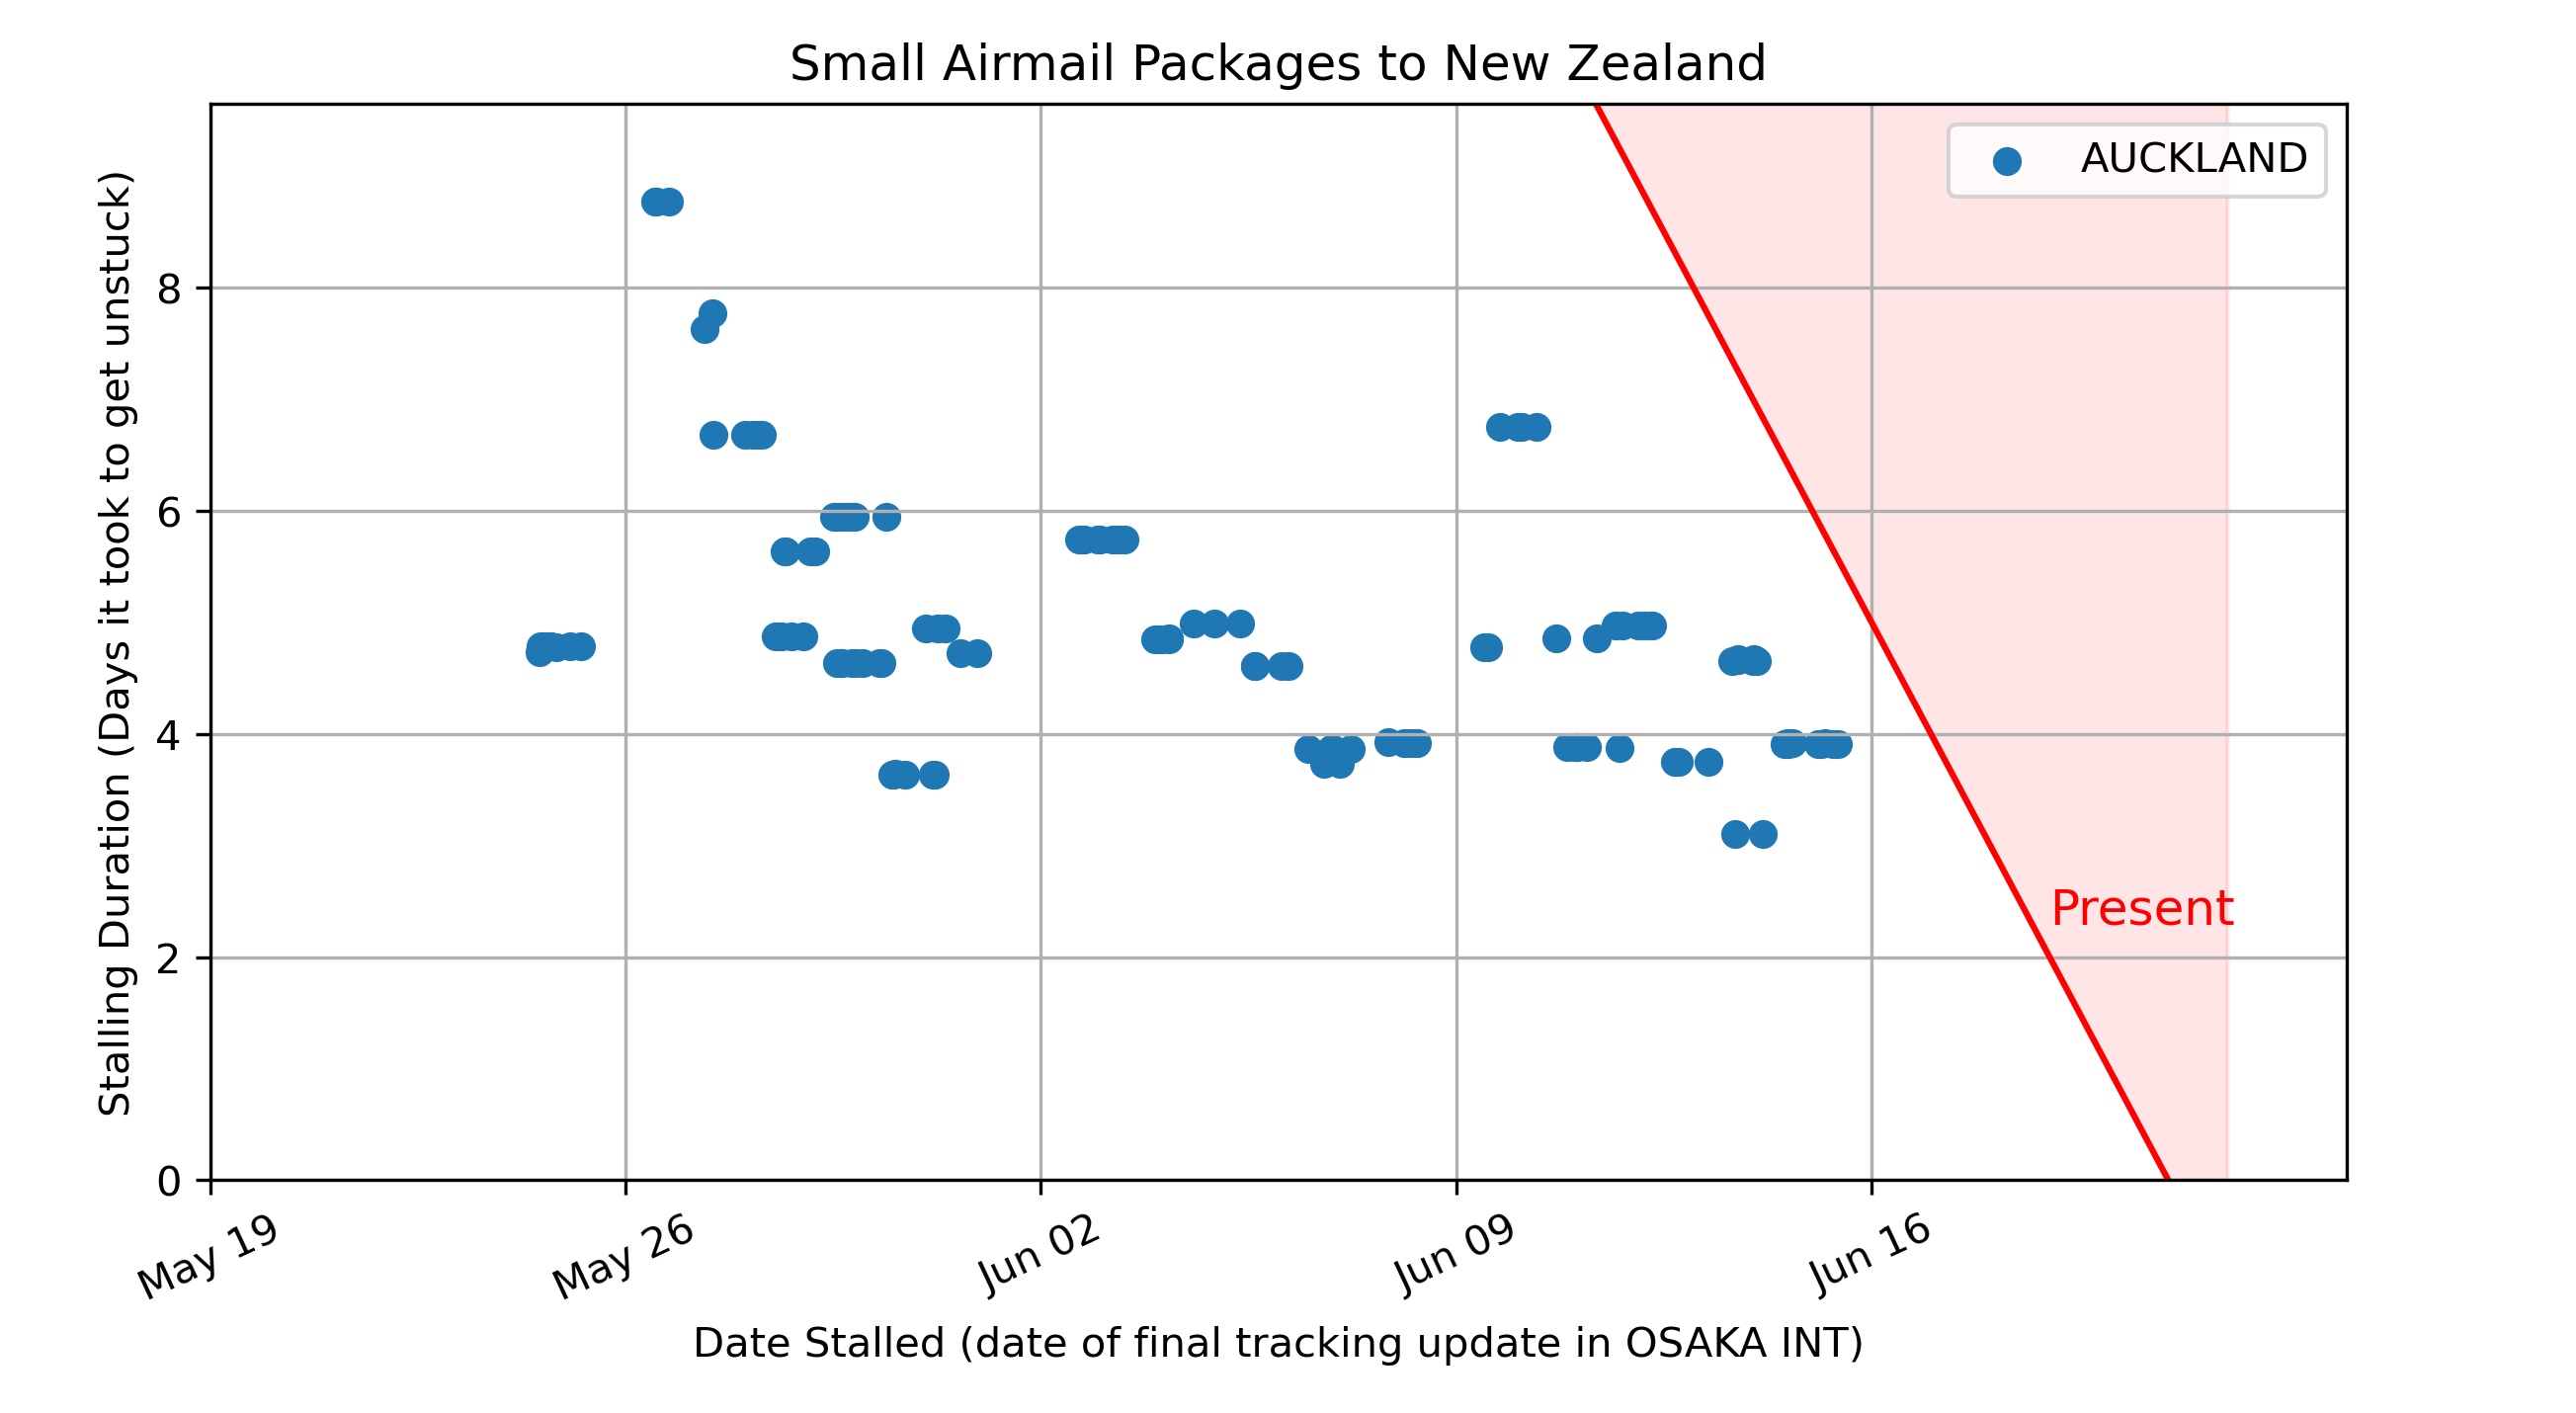 Small Airmail Packages to New Zealand
AUCKLAND
Stalling Duration (Days it took to get unstuck)
8
6
4
2
0
Present
May 19
May 26
Jun 02
Jun 09
Jun 16
Date Stalled (date of final tracking update in OSAKA INT)